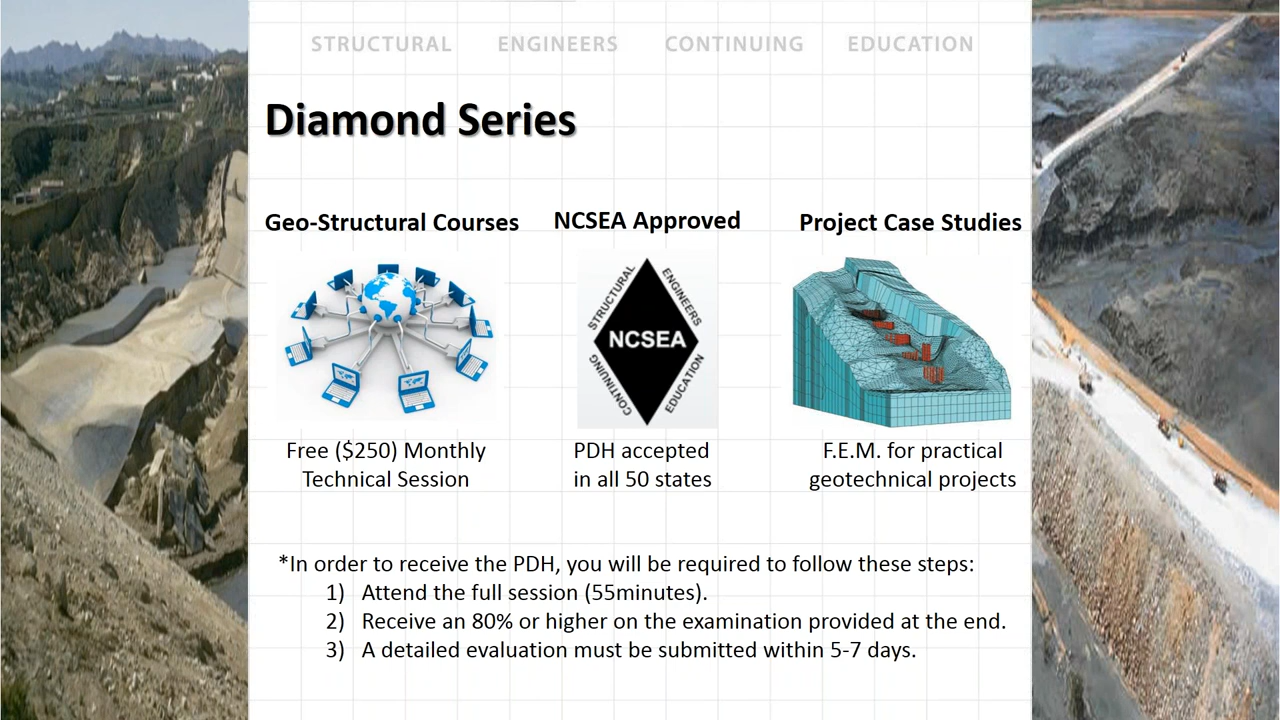 STRUCTURAL ENGINEERS CONTINUING EDUCATION
Diamond Series
Geo-Structural Courses
NCSEA Approved
Project Case Studies
STRUCTURAL
ENGINEERS
NCSEA
CONTINUING
EDUCATION
Free ($250) Monthly
Technical Session
PDH accepted
in all 50 states
F.E.M. for practical
geotechnical projects
*In order to receive the PDH, you will be required to follow these steps:
1) Attend the full session (55minutes).
2) Receive an 80% or higher on the examination provided at the end.
3) A detailed evaluation must be submitted within 5-7 days.